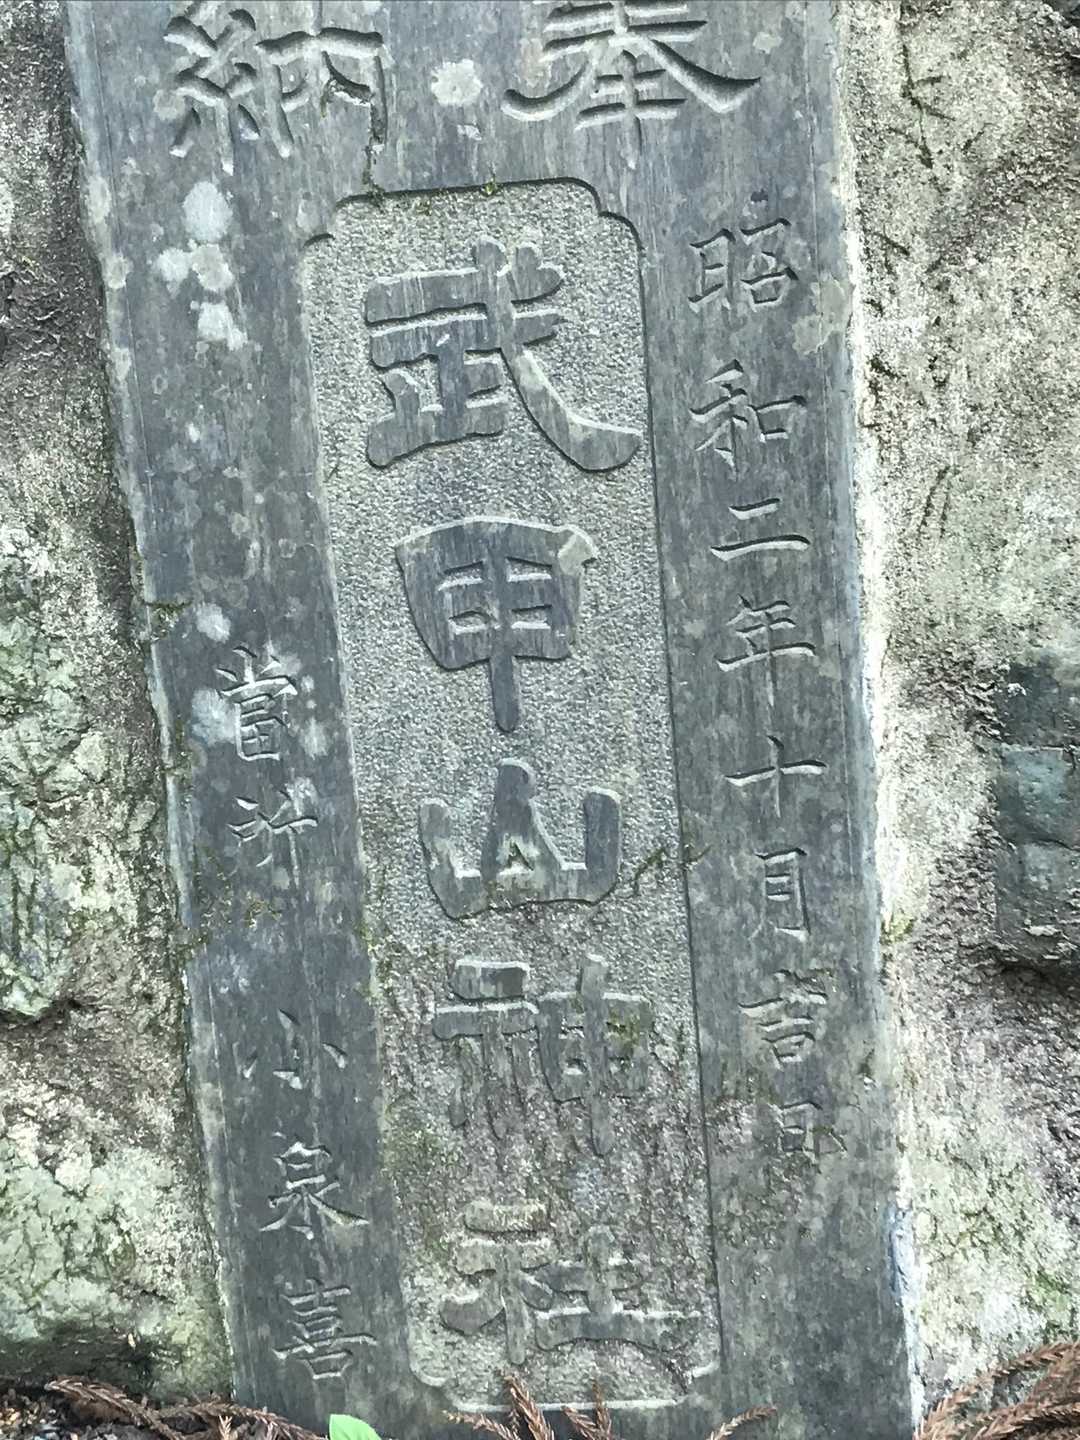 奉納
昭和二年十月吉日
武甲山神社
當所 小泉喜